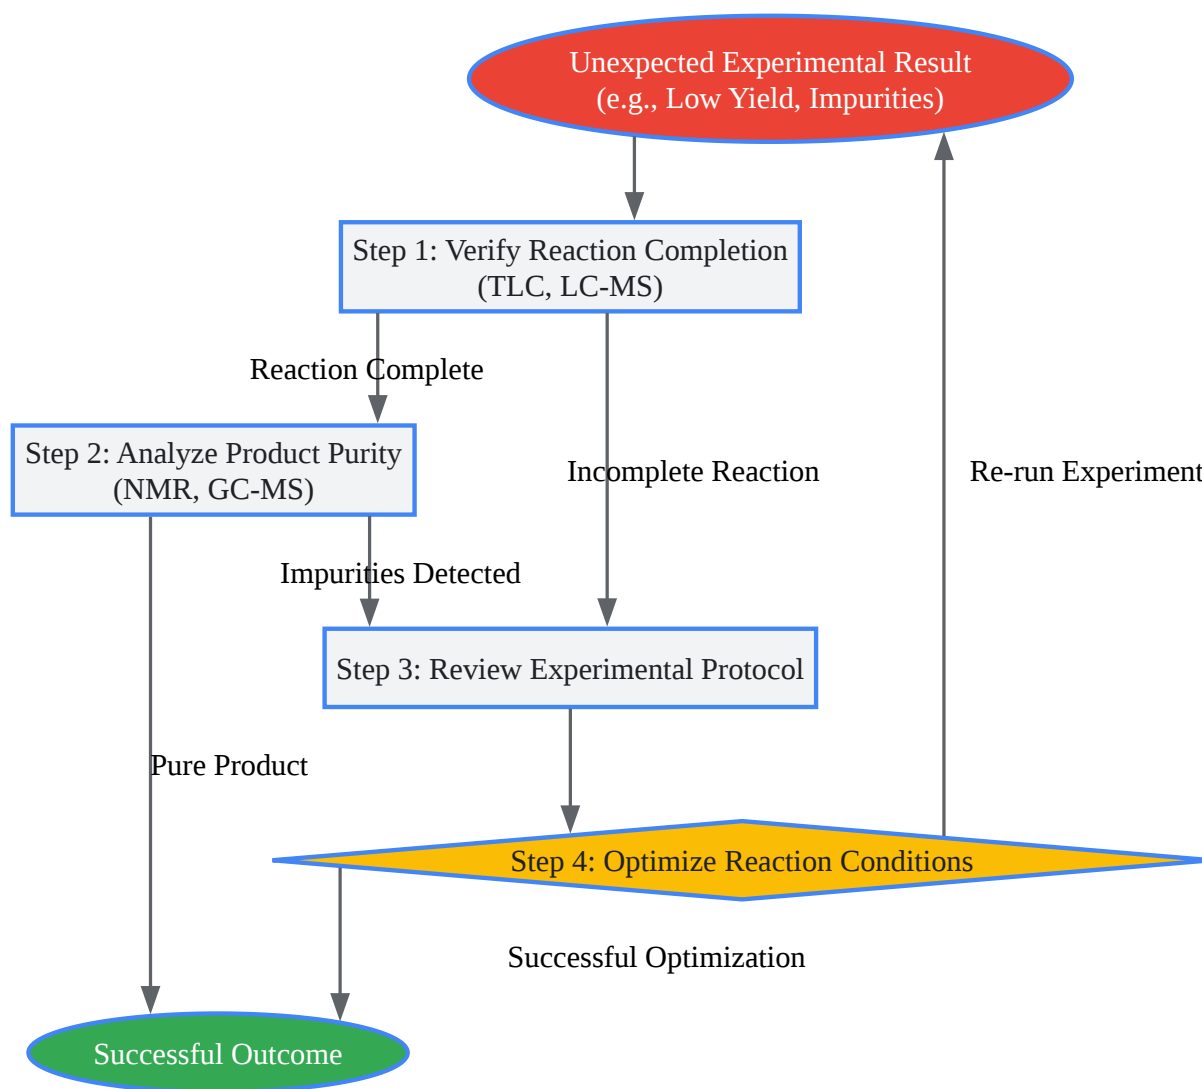 Unexpected Experimental Result
(e.g., Low Yield, Impurities)
Step 1: Verify Reaction Completion
(TLC, LC-MS)
Reaction Complete
Step 2: Analyze Product Purity
(NMR, GC-MS)
Incomplete Reaction
Re-run Experiment
Impurities Detected
Step 3: Review Experimental Protocol
Pure Product
Step 4: Optimize Reaction Conditions
Successful Optimization
Successful Outcome